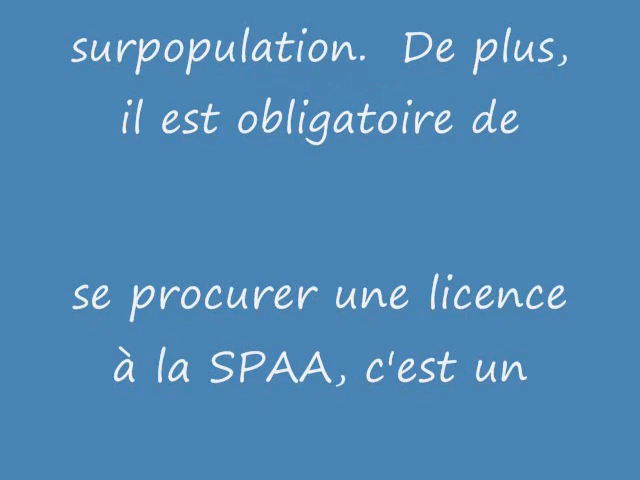 surpopulation.  De plus,
il est obligatoire de
se procurer une licence
à la SPAA, c'est un